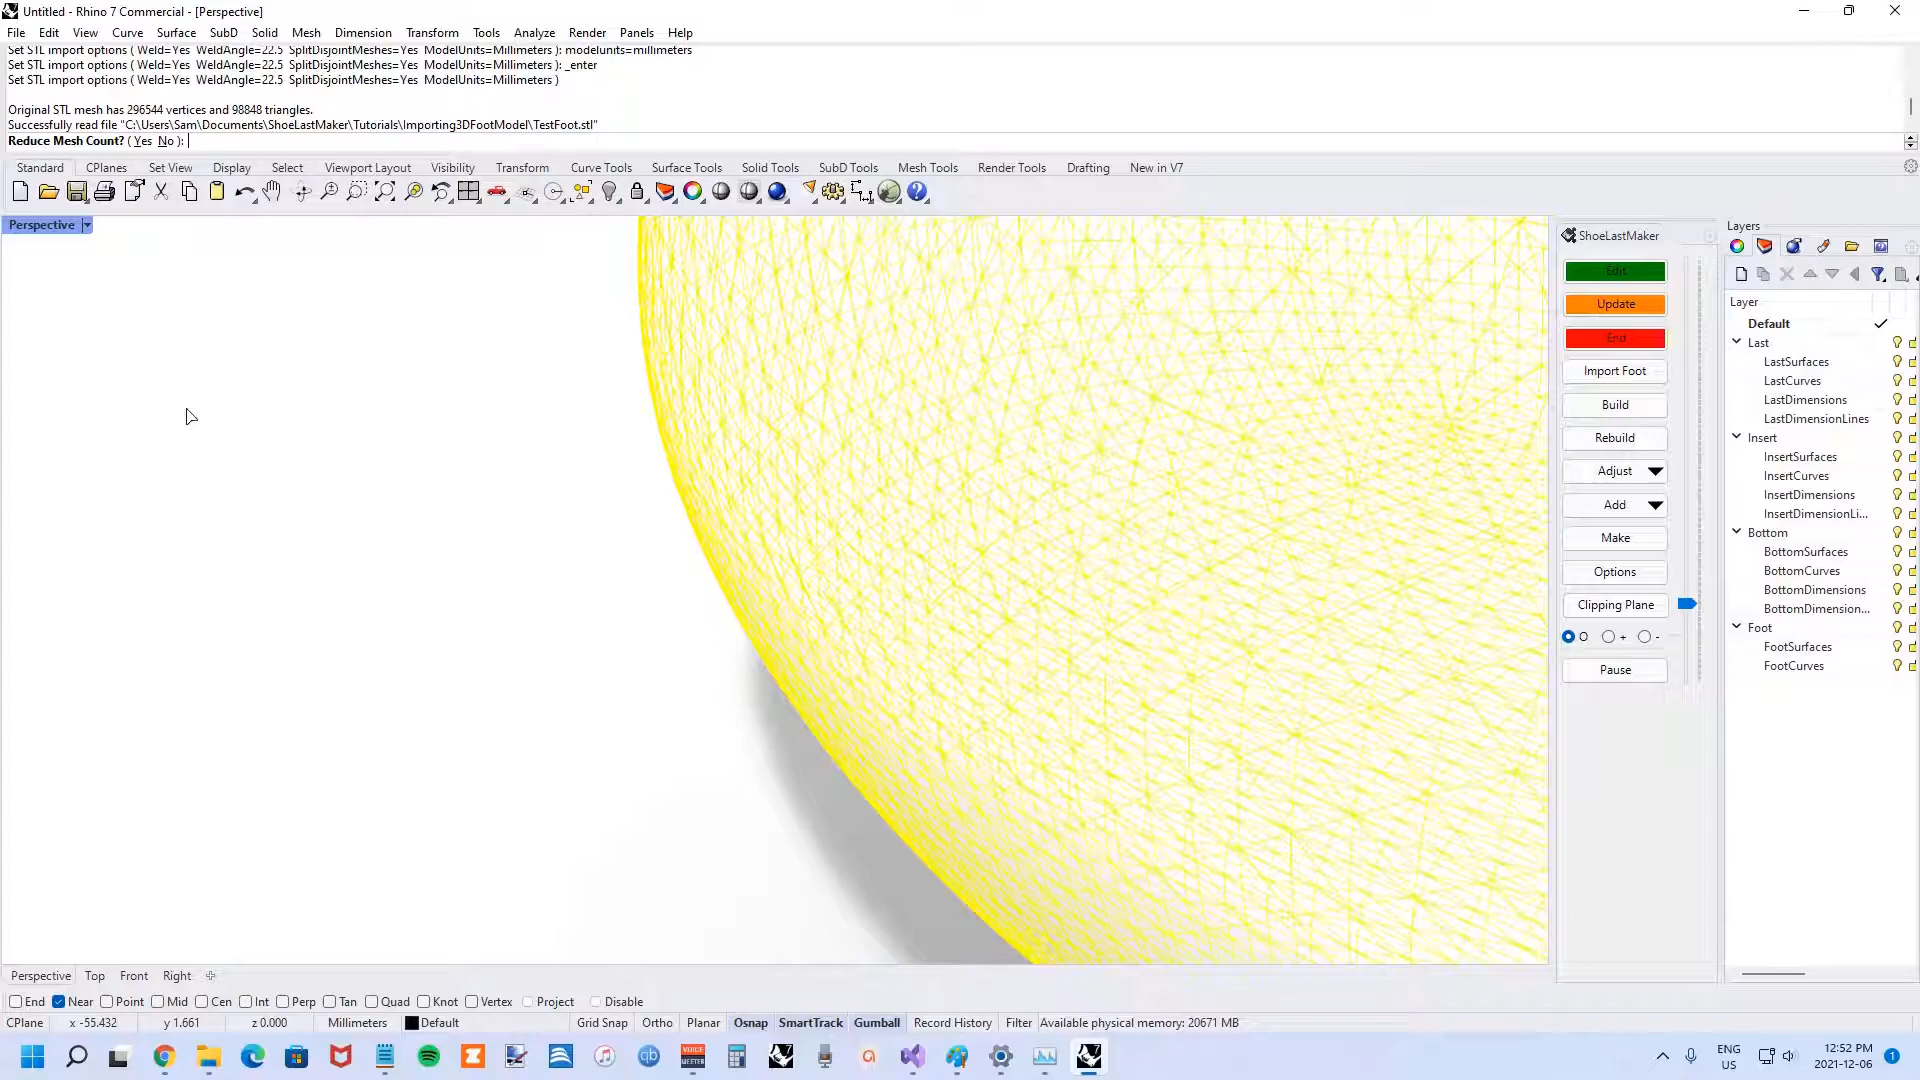 Untitled - Rhino 7 Commercial - [Perspective]
File Edit View Curve Surface SubD Solid Mesh Dimension Transform Tools Analyze Render Panels Help
Set STL import options ( Weld=Yes WeldAngle=22.5 SplitDisjointMeshes=Yes ModelUnits=Millimeters ): modelunits=millimeters
Set STL import options ( Weld=Yes WeldAngle=22.5 SplitDisjointMeshes=Yes ModelUnits=Millimeters ): _enter
Set STL import options ( Weld=Yes WeldAngle=22.5 SplitDisjointMeshes=Yes ModelUnits=Millimeters )
Original STL mesh has 296544 vertices and 98848 triangles.
Successfully read file "C:\Users\Sam\Documents\ShoeLastMaker\Tutorials\Importing3DFootModel\TestFoot.stl"
Reduce Mesh Count? ( Yes No ):
Standard CPlanes Set View Display Select Viewport Layout Visibility Transform Curve Tools Surface Tools Solid Tools SubD Tools Mesh Tools Render Tools Drafting New in V7
Perspective
ShoeLastMaker
Edit
Update
End
Import Foot
Build
Rebuild
Adjust
Add
Make
Options
Clipping Plane
O + -
Pause
Layers
Layer
Default
Last
LastSurfaces
LastCurves
LastDimensions
LastDimensionLines
Insert
InsertSurfaces
InsertCurves
InsertDimensions
InsertDimensionLi...
Bottom
BottomSurfaces
BottomCurves
BottomDimensions
BottomDimension...
Foot
FootSurfaces
FootCurves
Perspective Top Front Right
End Near Point Mid Cen Int Perp Tan Quad Knot Vertex Project Disable
CPlane x -55.432 y 1.661 z 0.000 Millimeters Default Grid Snap Ortho Planar Osnap SmartTrack Gumball Record History Filter Available physical memory: 20671 MB
VOICE MEETER
qb
ENG
US
12:52 PM
2021-12-06
1